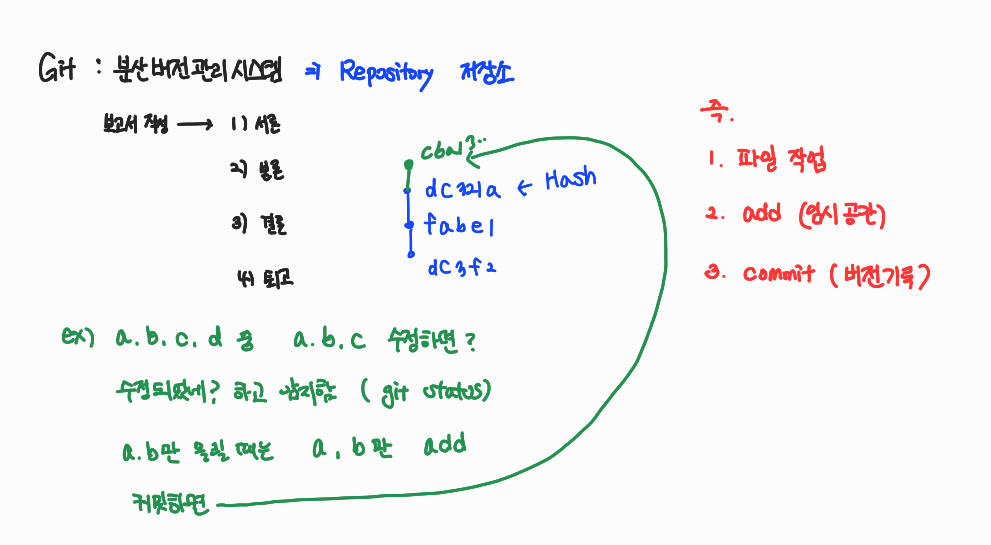 Git : 분산버전관리시스템 ⇒ Repository 저장소
보고서 작성 → 1) 서론
2) 본론
3) 결론
4) 퇴고
cba13··
dc321a ← Hash
fabe1
dc3f2
ex) a.b.c.d 중 a.b.c 수정하면?
수정되었네? 하고 감지함 (git status)
a.b만 올릴 때는 a, b만 add
커밋하면
즉.
1. 파일 작업
2. add (임시공간)
3. commit (버전기록)